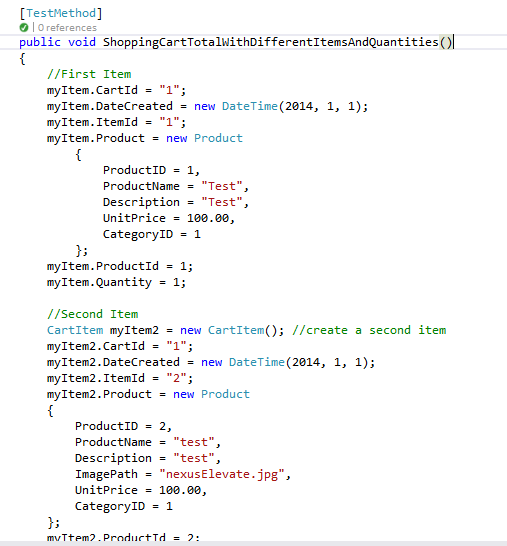 [TestMethod]
0 references
public void ShoppingCartTotalWithDifferentItemsAndQuantities()
{
//First Item
myItem.CartId = "1";
myItem.DateCreated = new DateTime(2014, 1, 1);
myItem.ItemId = "1";
myItem.Product = new Product
{
ProductID = 1,
ProductName = "Test",
Description = "Test",
UnitPrice = 100.00,
CategoryID = 1
};
myItem.ProductId = 1;
myItem.Quantity = 1;
//Second Item
CartItem myItem2 = new CartItem(); //create a second item
myItem2.CartId = "1";
myItem2.DateCreated = new DateTime(2014, 1, 1);
myItem2.ItemId = "2";
myItem2.Product = new Product
{
ProductID = 2,
ProductName = "test",
Description = "test",
ImagePath = "nexusElevate.jpg",
UnitPrice = 100.00,
CategoryID = 1
};
myItem2.ProductId = 2;